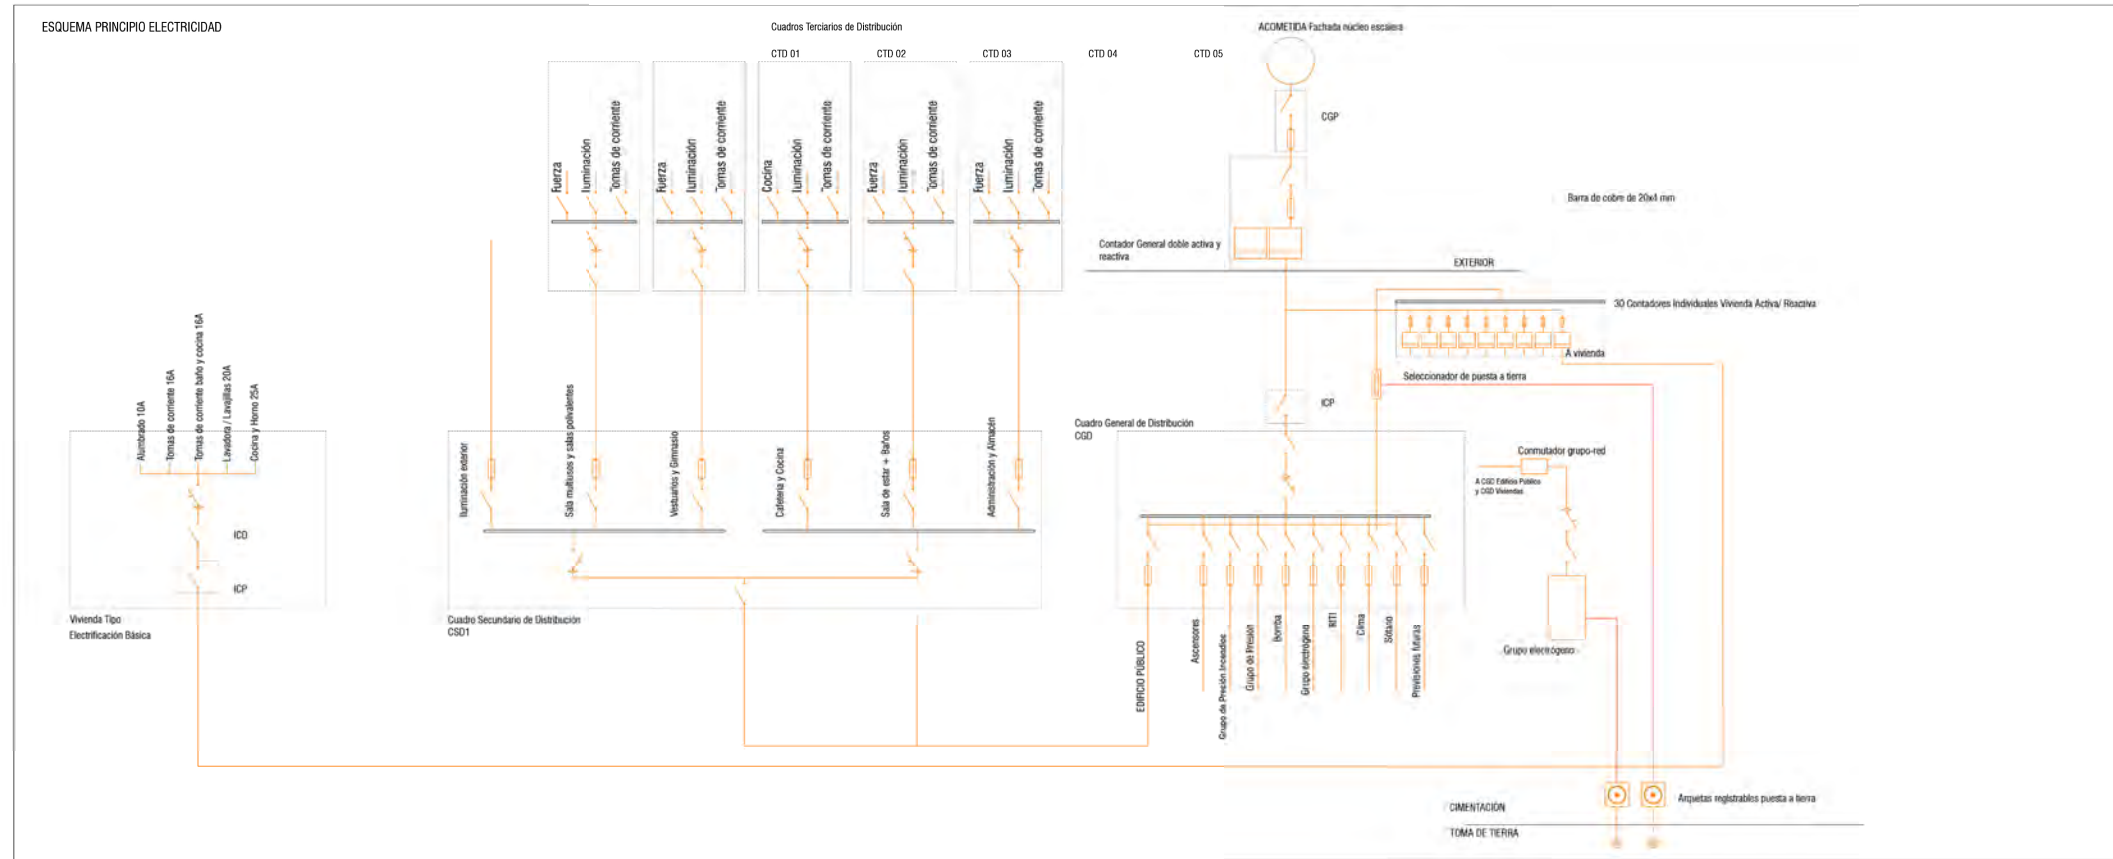 ESQUEMA PRINCIPIO ELECTRICIDAD
Cuadros Terciarios de Distribución
ACOMETIDA Fachada núcleo escalera
CTD 01
CTD 02
CTD 03
CTD 04
CTD 05
Fuerza
Iluminación
Tomas de corriente
Fuerza
Iluminación
Tomas de corriente
Cocina
Iluminación
Tomas de corriente
Fuerza
Iluminación
Tomas de corriente
Fuerza
Iluminación
Tomas de corriente
CGP
Barra de cobre de 20x4 mm
Contador General doble activa y
reactiva
EXTERIOR
30 Contadores Individuales Vivienda Activa/ Reactiva
A vivienda
Seleccionador de puesta a tierra
ICP
Cuadro General de Distribución
CGD
Conmutador grupo-red
A CGD Edificio Público
y CGD Viviendas
Grupo electrógeno
Alumbrado 10A
Tomas de corriente 16A
Tomas de corriente baño y cocina 16A
Lavadora / Lavajillas 20A
Cocina y Horno 25A
ICD
ICP
Vivienda Tipo
Electrificación Básica
Iluminación exterior
Sala multiusos y salas polivalentes
Vestuarios y Gimnasio
Cafetería y Cocina
Sala de estar + Baños
Administración y Almacén
Cuadro Secundario de Distribución
CSD1
EDIFICIO PÚBLICO
Ascensores
Grupo de Presión Incendios
Grupo de Presión
Bomba
Grupo electrógeno
RITI
Clima
Sótano
Previsiones futuras
Arquetas registrables puesta a tierra
CIMENTACIÓN
TOMA DE TIERRA